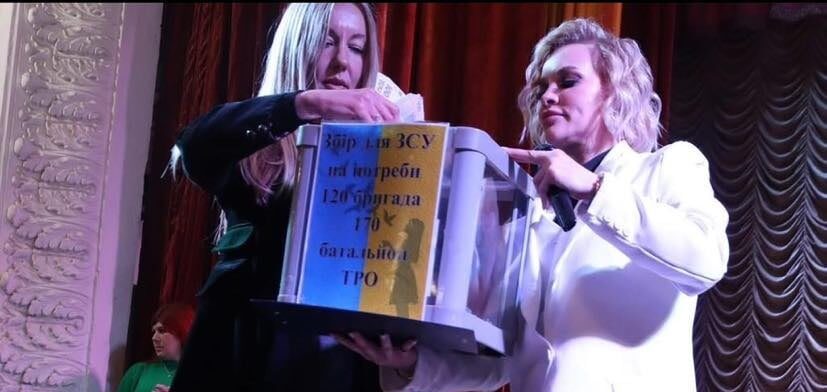 Збір для ЗСУ
на потреби
120 бригада
170
батальйон
ТРО